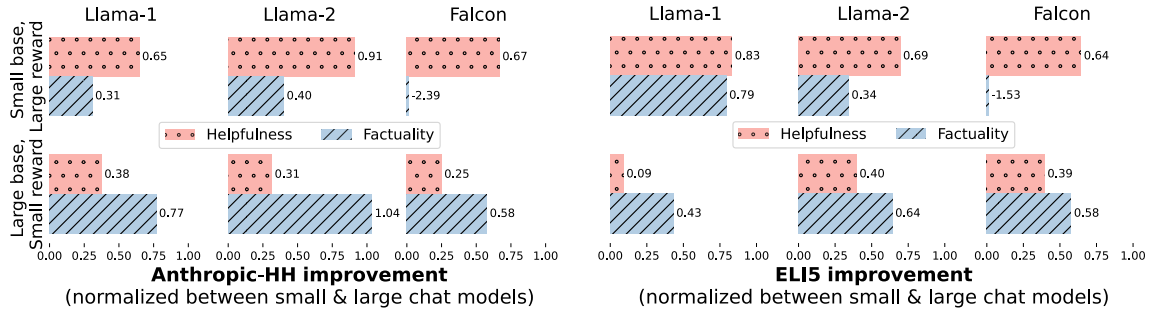 Llama-1 Llama-2 Falcon
Small base,
Large reward
0.65 0.91 0.67
0.31 0.40 -2.39
Helpfulness Factuality
Large base,
Small reward
0.38 0.31 0.25
0.77 1.04 0.58
0.00 0.25 0.50 0.75 1.00 0.00 0.25 0.50 0.75 1.00 0.00 0.25 0.50 0.75 1.00
Anthropic-HH improvement
(normalized between small & large chat models)
Llama-1 Llama-2 Falcon
0.83 0.69 0.64
0.79 0.34 -1.53
Helpfulness Factuality
0.09 0.40 0.39
0.43 0.64 0.58
0.00 0.25 0.50 0.75 1.00 0.00 0.25 0.50 0.75 1.00 0.00 0.25 0.50 0.75 1.00
ELI5 improvement
(normalized between small & large chat models)